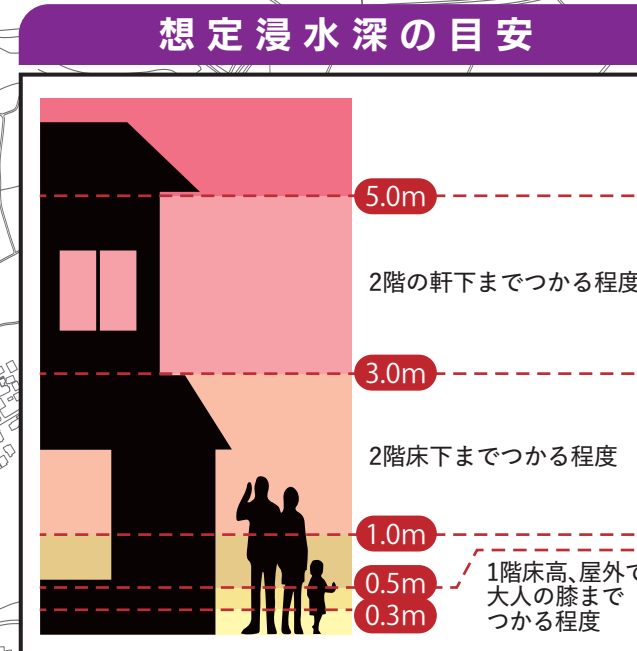 想定浸水深の目安
5.0m
2階の軒下までつかる程度
3.0m
2階床下までつかる程度
1.0m
0.5m
0.3m
1階床高、屋外で
大人の膝まで
つかる程度